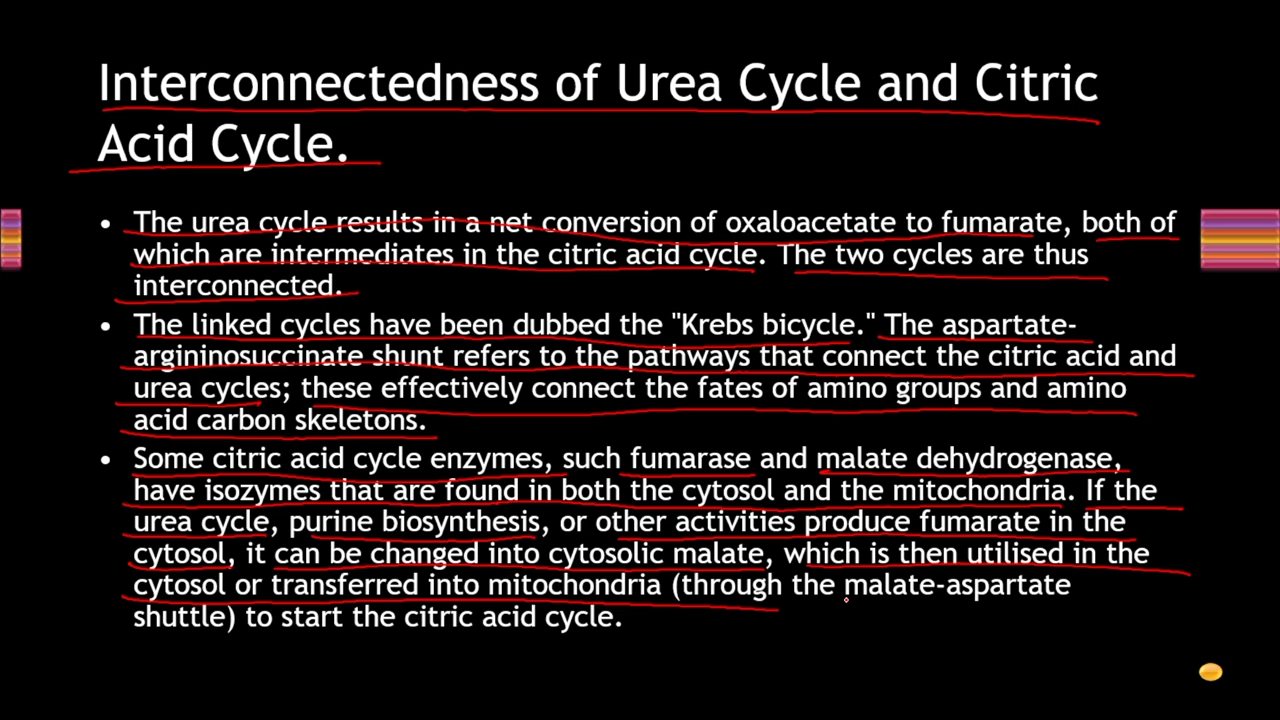 Interconnectedness of Urea Cycle and Citric
Acid Cycle.
• The urea cycle results in a net conversion of oxaloacetate to fumarate, both of
which are intermediates in the citric acid cycle. The two cycles are thus
interconnected.
• The linked cycles have been dubbed the "Krebs bicycle." The aspartate-
argininosuccinate shunt refers to the pathways that connect the citric acid and
urea cycles; these effectively connect the fates of amino groups and amino
acid carbon skeletons.
• Some citric acid cycle enzymes, such fumarase and malate dehydrogenase,
have isozymes that are found in both the cytosol and the mitochondria. If the
urea cycle, purine biosynthesis, or other activities produce fumarate in the
cytosol, it can be changed into cytosolic malate, which is then utilised in the
cytosol or transferred into mitochondria (through the malate-aspartate
shuttle) to start the citric acid cycle.